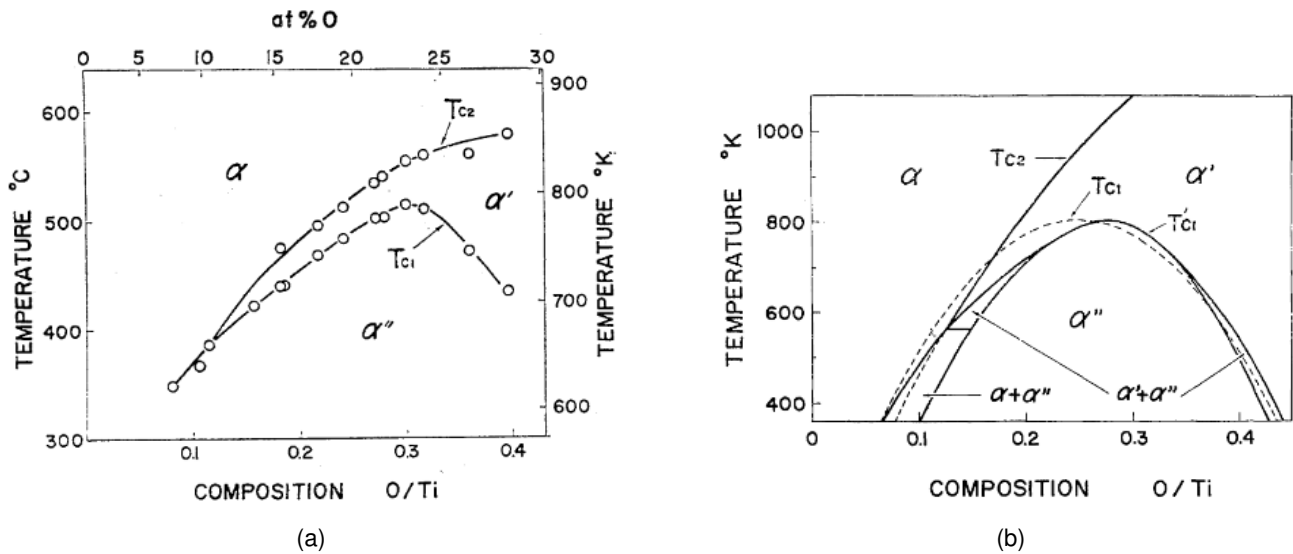 at % O
0 5 10 15 20 25 30
600
500
400
300
TEMPERATURE °C
900
800
700
600
TEMPERATURE °K
α
Tc2
α'
Tc1
α"
0.1 0.2 0.3 0.4
COMPOSITION O/Ti
(a)
1000
800
600
400
TEMPERATURE °K
α
Tc2
Tc1
α'
Tc1'
α"
α+α" α'+α"
0 0.1 0.2 0.3 0.4
COMPOSITION O/Ti
(b)